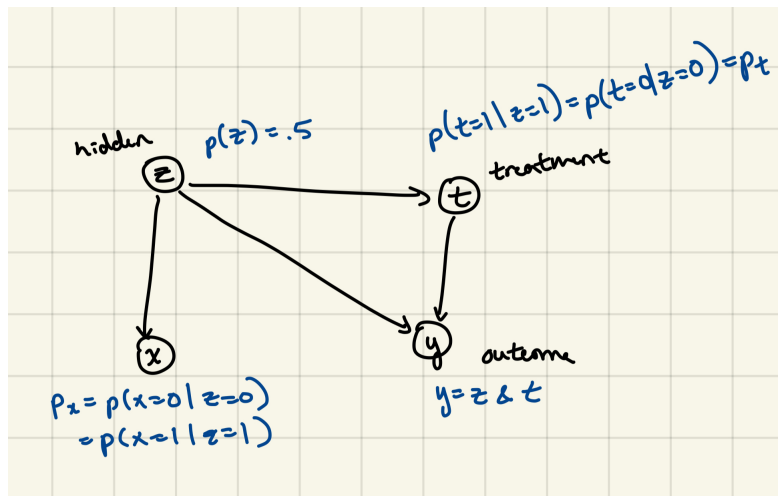 p(t=1|z=1)=p(t=0|z=0)=pt
hidden
p(z)=.5
z
treatment
t
x
y
outcome
px=p(x=0|z=0)
=p(x=1|z=1)
y=z & t